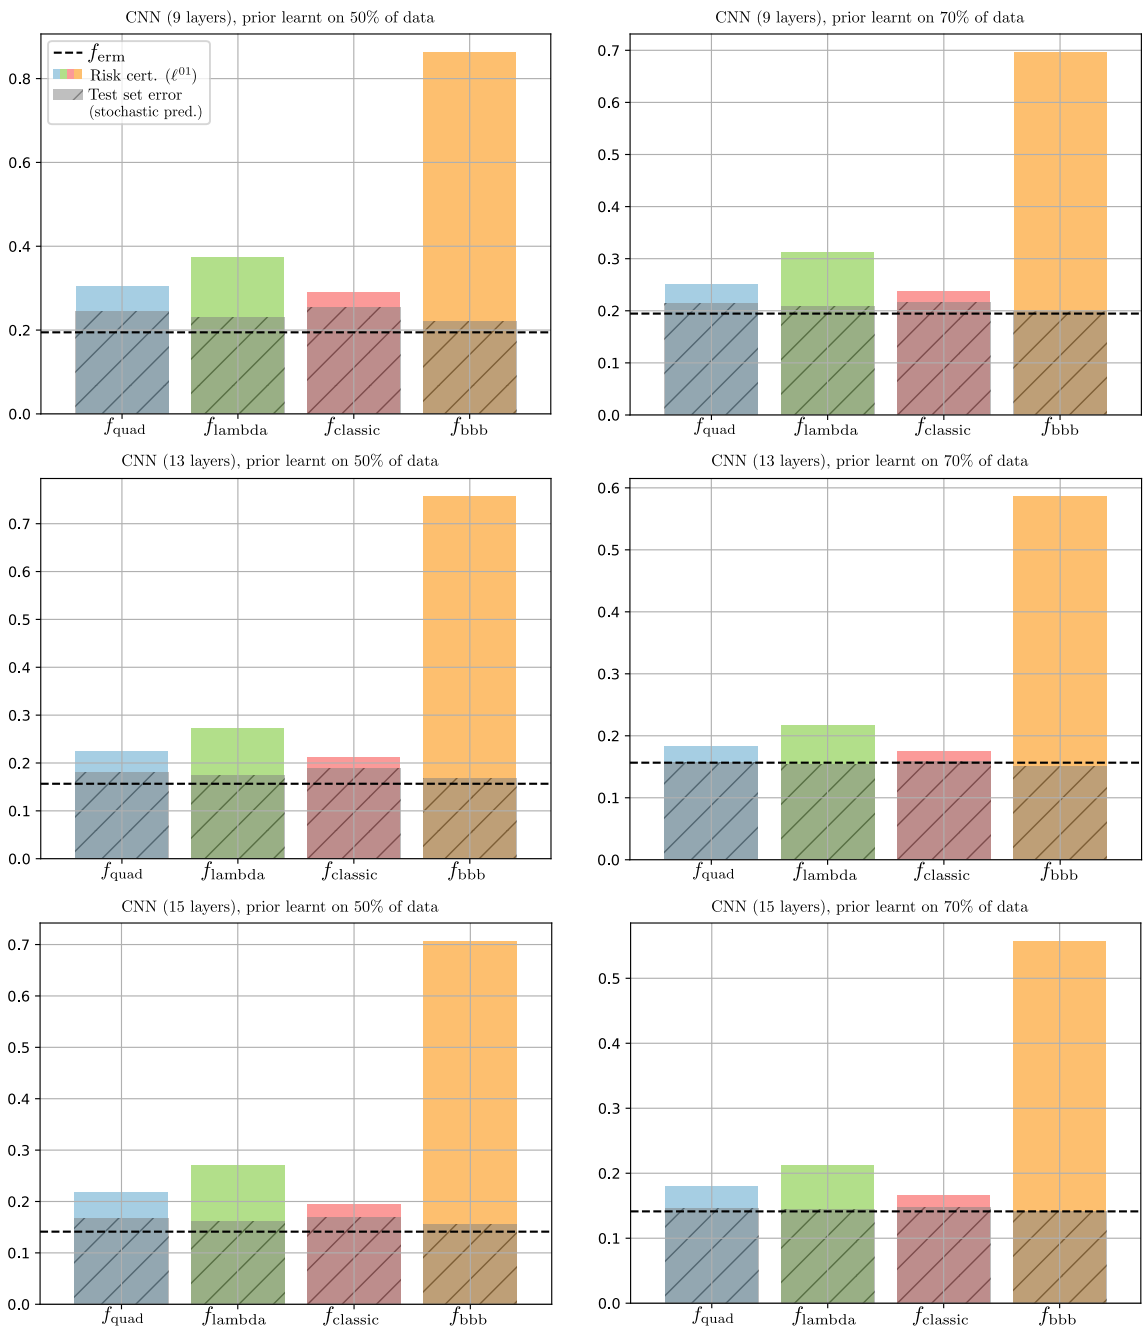 CNN (9 layers), prior learnt on 50% of data
f_erm
Risk cert. (ℓ^01)
Test set error
(stochastic pred.)
0.8
0.6
0.4
0.2
0.0
f_quad f_lambda f_classic f_bbb
CNN (9 layers), prior learnt on 70% of data
0.7
0.6
0.5
0.4
0.3
0.2
0.1
0.0
f_quad f_lambda f_classic f_bbb
CNN (13 layers), prior learnt on 50% of data
0.7
0.6
0.5
0.4
0.3
0.2
0.1
0.0
f_quad f_lambda f_classic f_bbb
CNN (13 layers), prior learnt on 70% of data
0.6
0.5
0.4
0.3
0.2
0.1
0.0
f_quad f_lambda f_classic f_bbb
CNN (15 layers), prior learnt on 50% of data
0.7
0.6
0.5
0.4
0.3
0.2
0.1
0.0
f_quad f_lambda f_classic f_bbb
CNN (15 layers), prior learnt on 70% of data
0.5
0.4
0.3
0.2
0.1
0.0
f_quad f_lambda f_classic f_bbb